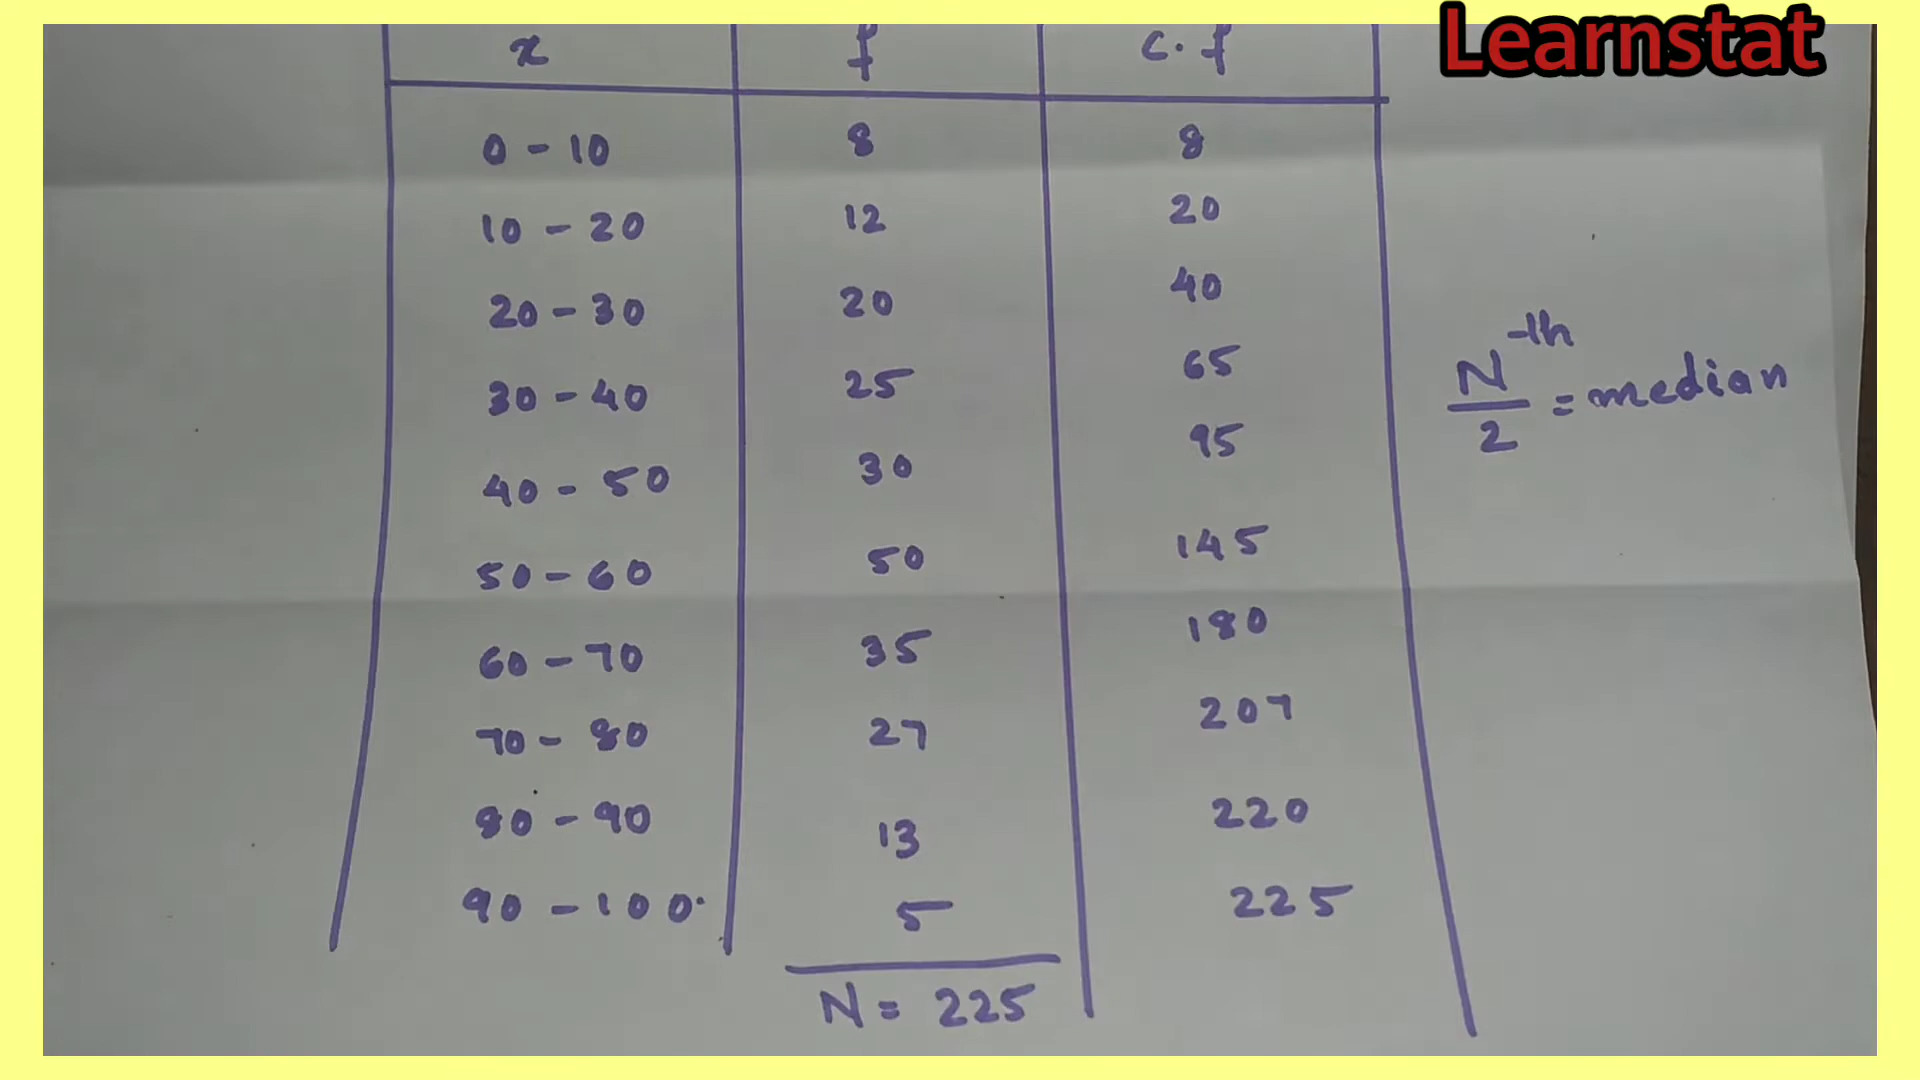 Learnstat
x f c.f
0 - 10 8 8
10 - 20 12 20
20 - 30 20 40
30 - 40 25 65
40 - 50 30 95
50 - 60 50 145
60 - 70 35 180
70 - 80 27 207
80 - 90 13 220
90 - 100 5 225
N = 225
N/2 th = median